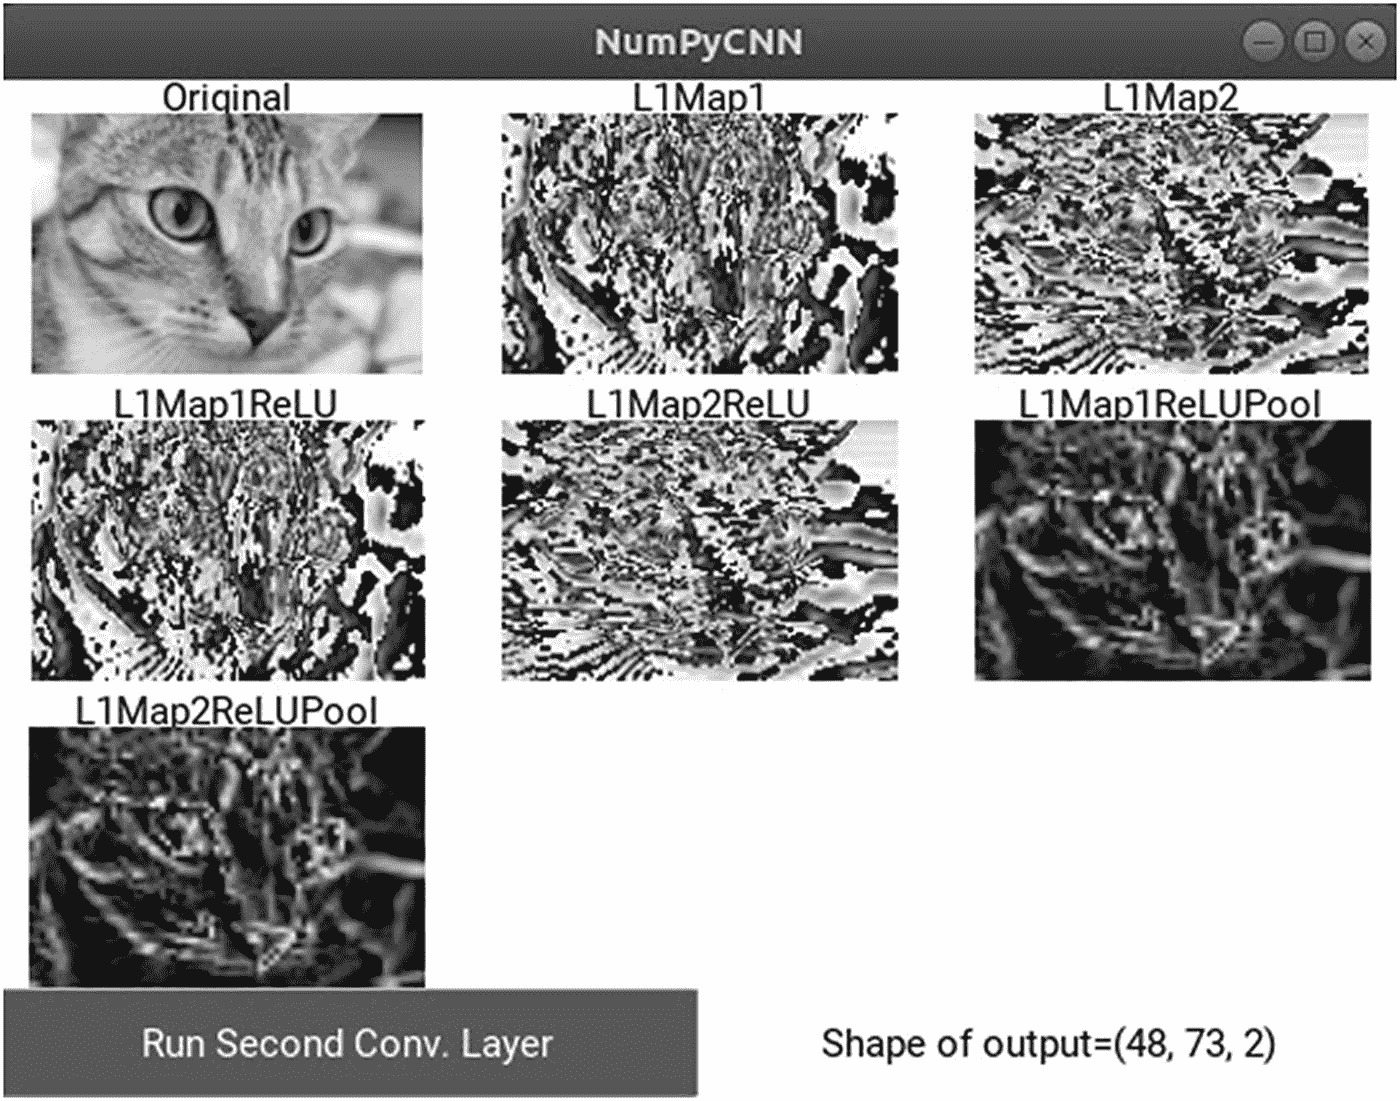 NumPyCNN
Original
L1Map1
L1Map2
L1Map1ReLU
L1Map2ReLU
L1Map1ReLUPool
L1Map2ReLUPool
Run Second Conv. Layer
Shape of output=(48, 73, 2)